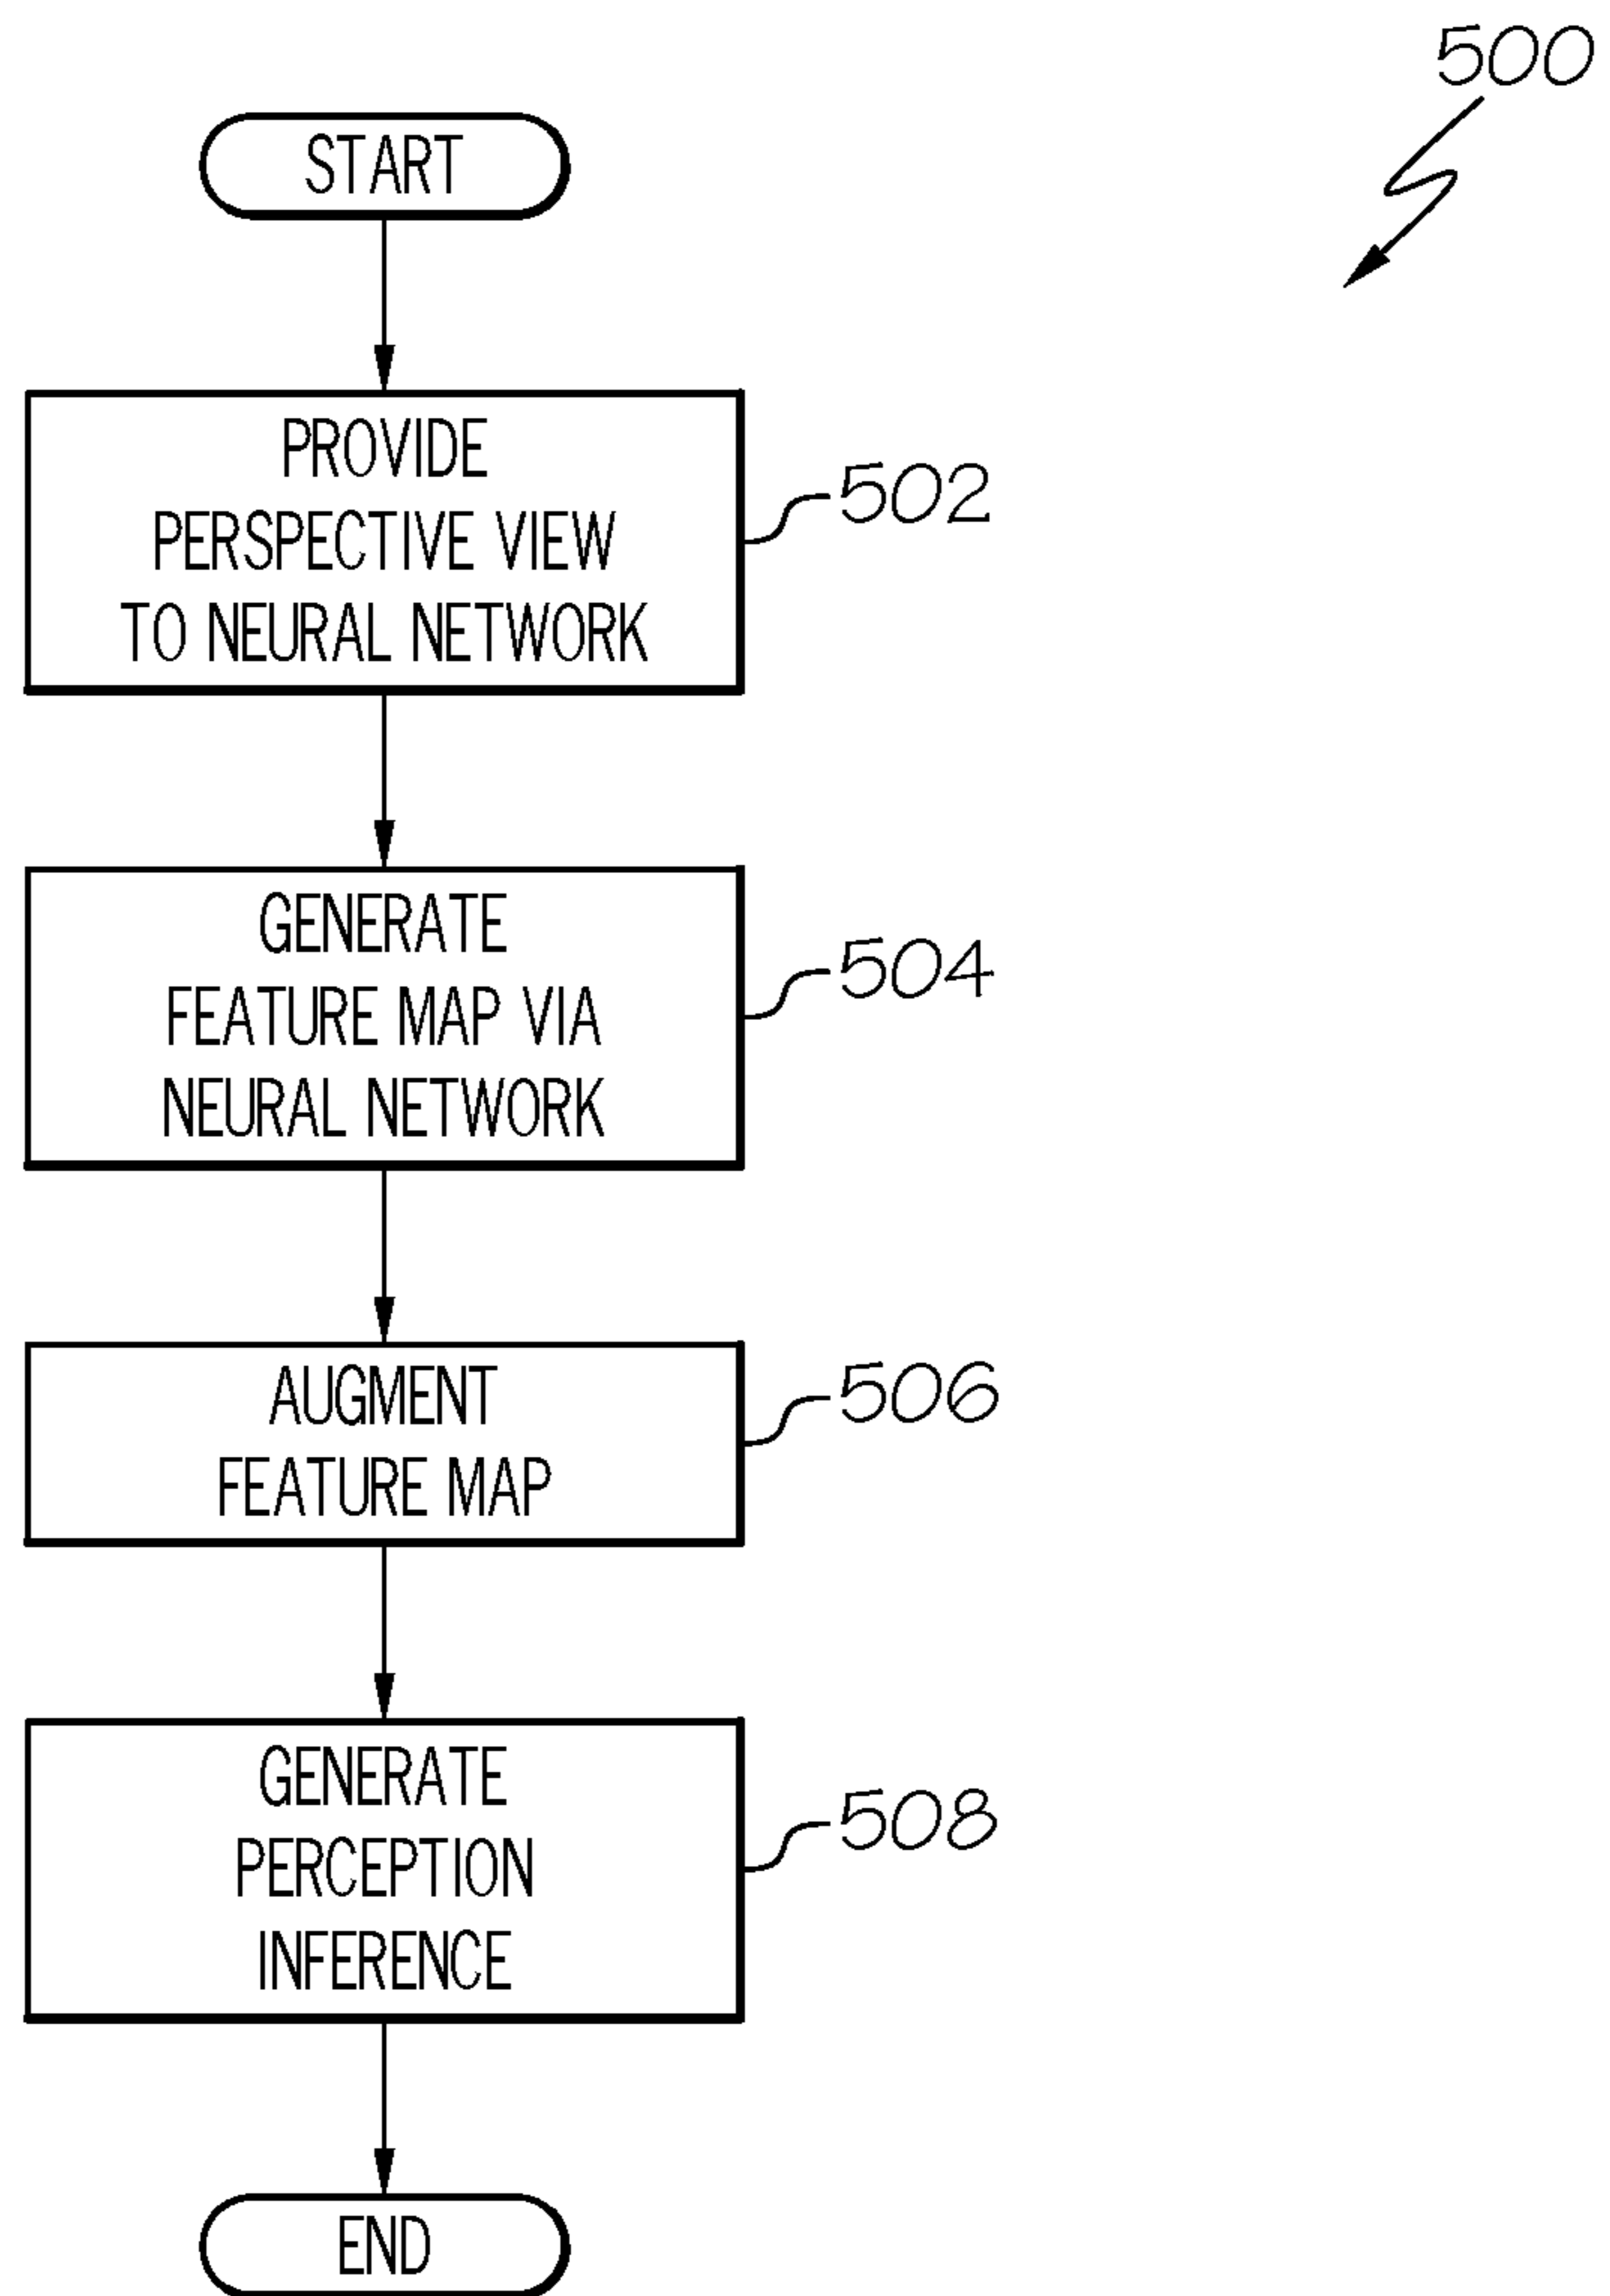 500
START
PROVIDE
PERSPECTIVE VIEW
TO NEURAL NETWORK
502
GENERATE
FEATURE MAP VIA
NEURAL NETWORK
504
AUGMENT
FEATURE MAP
506
GENERATE
PERCEPTION
INFERENCE
508
END